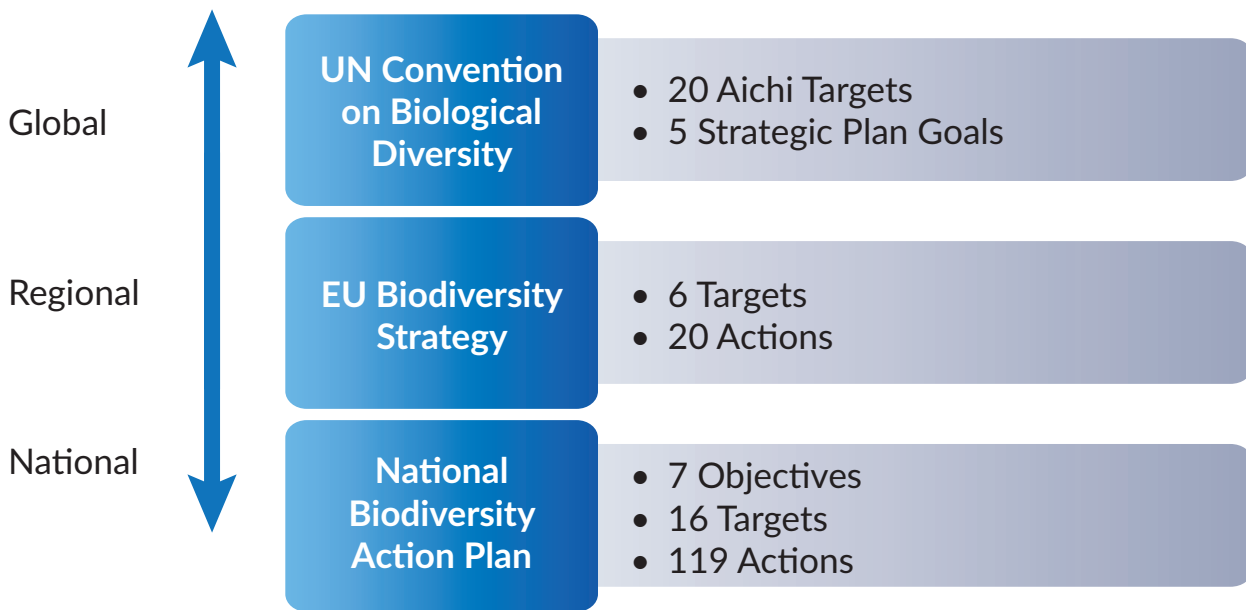 Global
UN Convention
on Biological
Diversity
• 20 Aichi Targets
• 5 Strategic Plan Goals
Regional
EU Biodiversity
Strategy
• 6 Targets
• 20 Actions
National
National
Biodiversity
Action Plan
• 7 Objectives
• 16 Targets
• 119 Actions